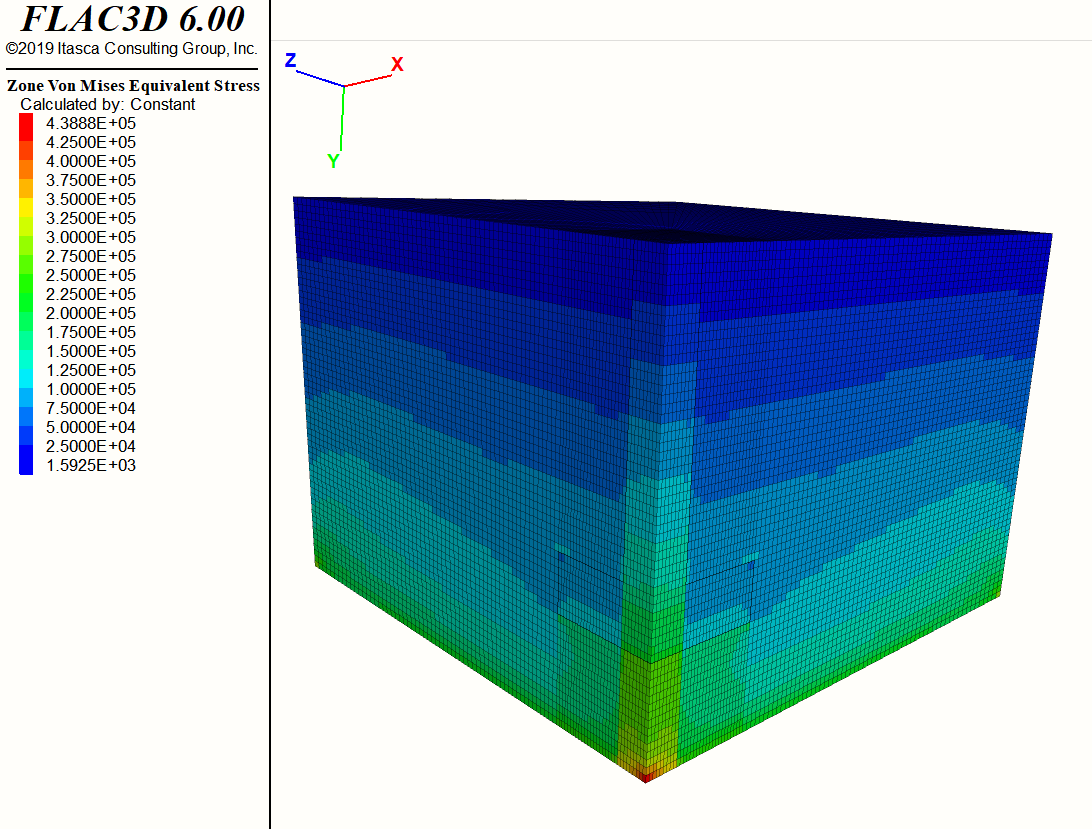 FLAC3D 6.00
©2019 Itasca Consulting Group, Inc.
Zone Von Mises Equivalent Stress
Calculated by: Constant
4.3888E+05
4.2500E+05
4.0000E+05
3.7500E+05
3.5000E+05
3.2500E+05
3.0000E+05
2.7500E+05
2.5000E+05
2.2500E+05
2.0000E+05
1.7500E+05
1.5000E+05
1.2500E+05
1.0000E+05
7.5000E+04
5.0000E+04
2.5000E+04
1.5925E+03
Z
X
Y